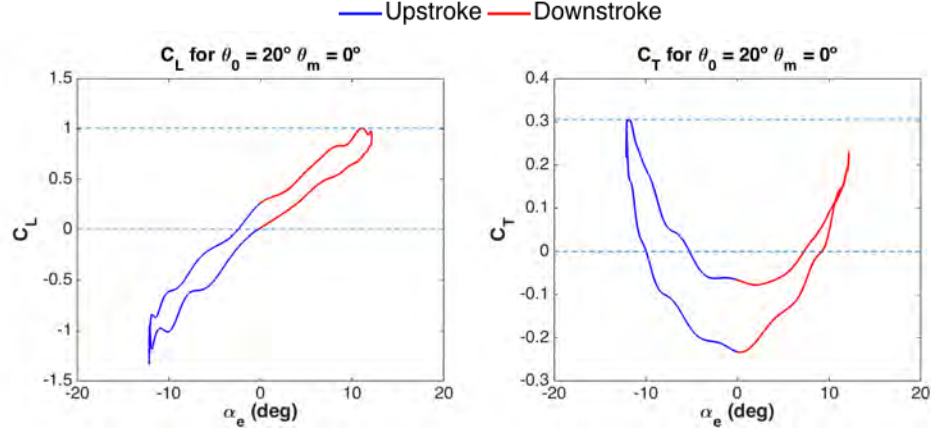 Upstroke Downstroke
C_L for θ_0 = 20° θ_m = 0°
1.5
1
0.5
0
-0.5
-1
-1.5
C_L
-20 -10 0 10 20
α_e (deg)
C_T for θ_0 = 20° θ_m = 0°
0.4
0.3
0.2
0.1
0
-0.1
-0.2
-0.3
C_T
-20 -10 0 10 20
α_e (deg)